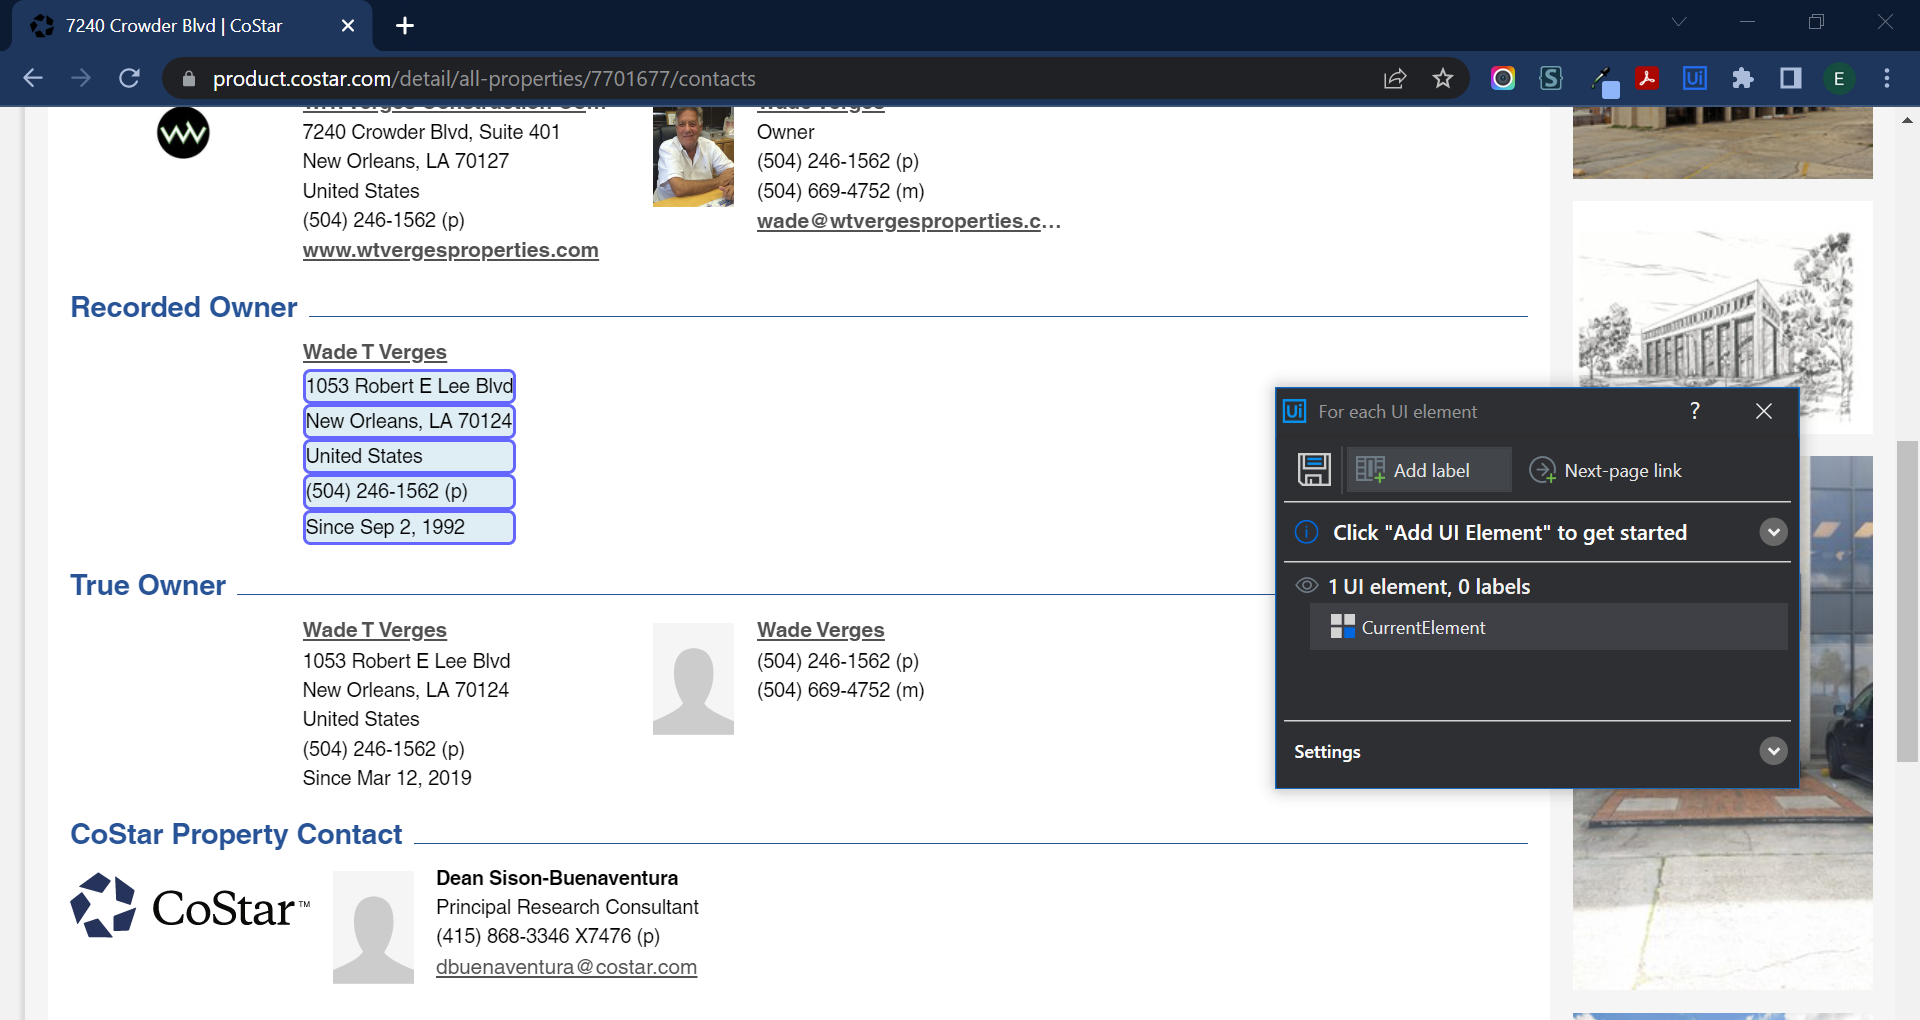 7240 Crowder Blvd | CoStar
product.costar.com/detail/all-properties/7701677/contacts
E
7240 Crowder Blvd, Suite 401
New Orleans, LA 70127
United States
(504) 246-1562 (p)
www.wtvergesproperties.com
Wade Verges
Owner
(504) 246-1562 (p)
(504) 669-4752 (m)
wade@wtvergesproperties.c...
Recorded Owner
Wade T Verges
1053 Robert E Lee Blvd
New Orleans, LA 70124
United States
(504) 246-1562 (p)
Since Sep 2, 1992
True Owner
Wade T Verges
1053 Robert E Lee Blvd
New Orleans, LA 70124
United States
(504) 246-1562 (p)
Since Mar 12, 2019
Wade Verges
(504) 246-1562 (p)
(504) 669-4752 (m)
CoStar Property Contact
CoStar™
Dean Sison-Buenaventura
Principal Research Consultant
(415) 868-3346 X7476 (p)
dbuenaventura@costar.com
Ui For each UI element ?
Add label
Next-page link
Click "Add UI Element" to get started
1 UI element, 0 labels
CurrentElement
Settings